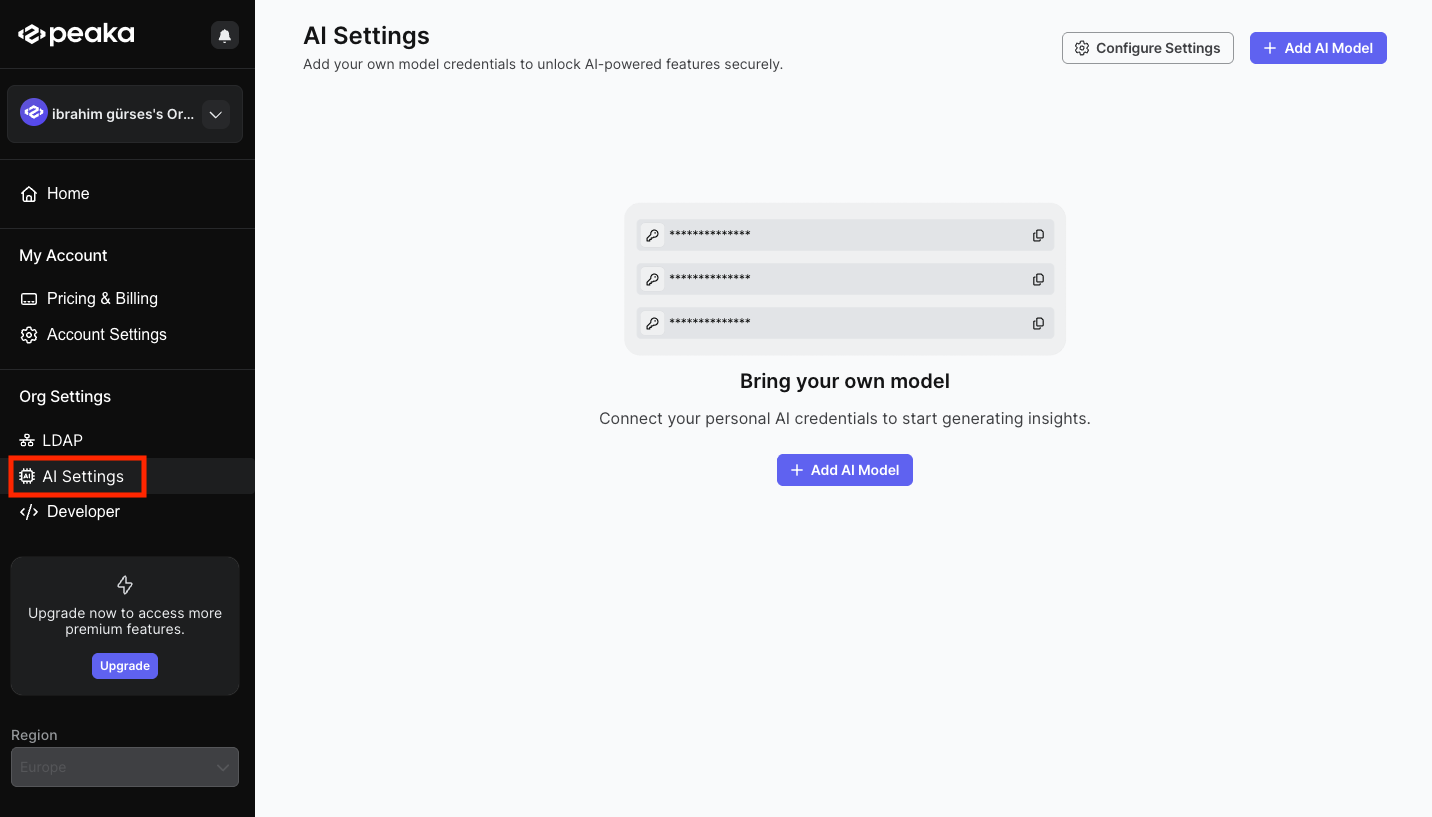 peaka
ibrahim gürses's Or...
Home
My Account
Pricing & Billing
Account Settings
Org Settings
LDAP
AI Settings
Developer
Upgrade now to access more
premium features.
Upgrade
Region
Europe
AI Settings
Add your own model credentials to unlock AI-powered features securely.
Configure Settings
Add AI Model
**************
**************
**************
Bring your own model
Connect your personal AI credentials to start generating insights.
Add AI Model